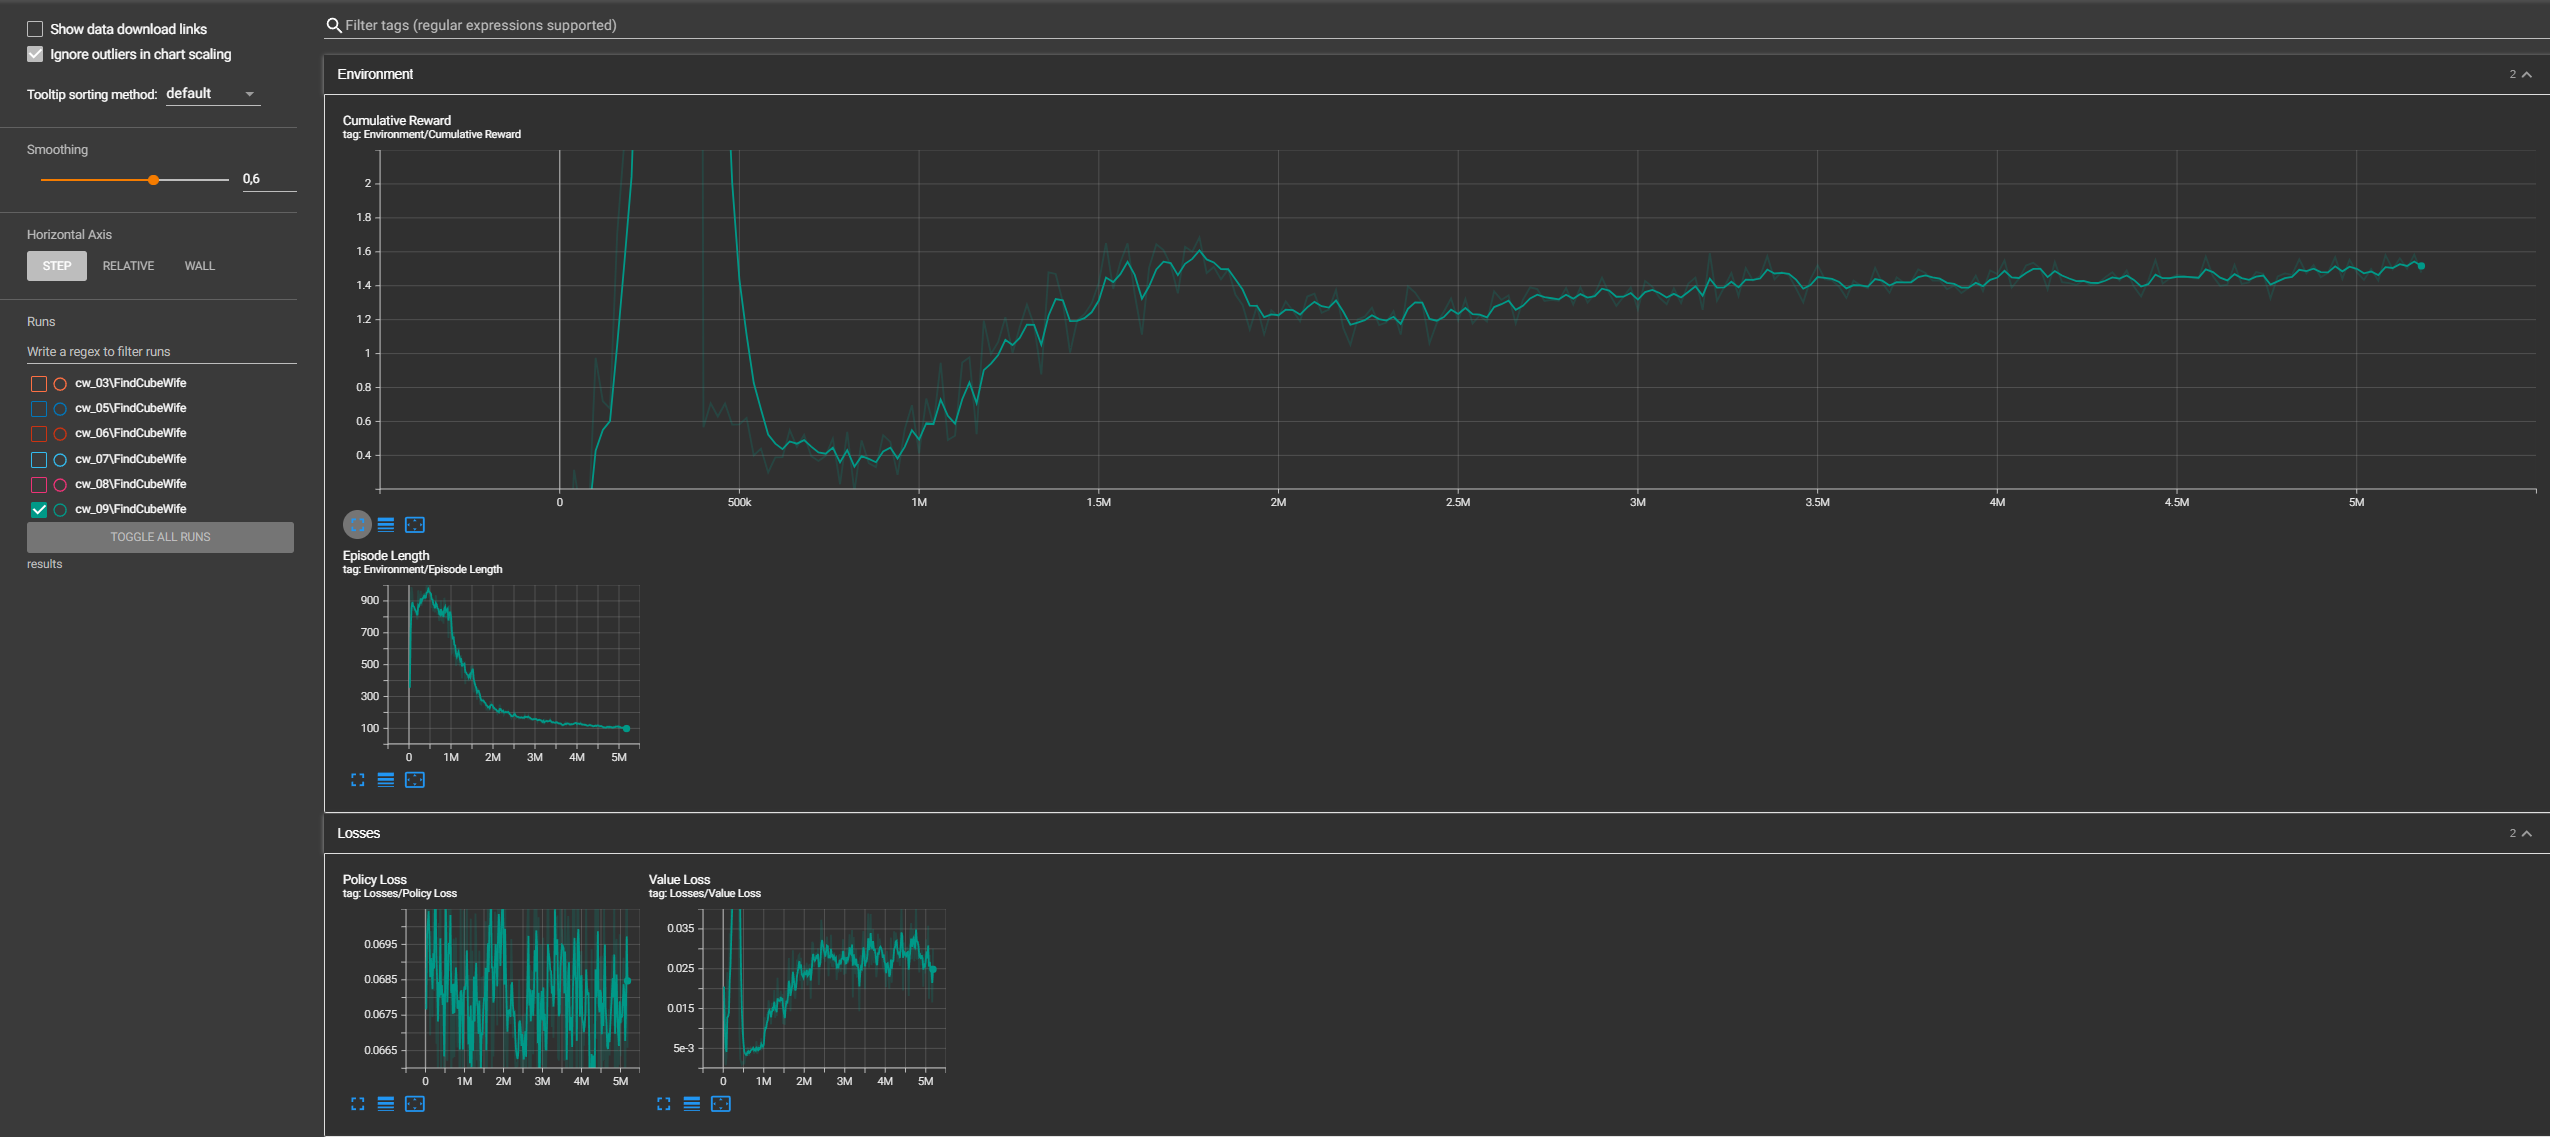 Show data download links
Ignore outliers in chart scaling
Tooltip sorting method: default
Smoothing
0,6
Horizontal Axis
STEP RELATIVE WALL
Runs
Write a regex to filter runs
cw_03\FindCubeWife
cw_05\FindCubeWife
cw_06\FindCubeWife
cw_07\FindCubeWife
cw_08\FindCubeWife
cw_09\FindCubeWife
TOGGLE ALL RUNS
results
Filter tags (regular expressions supported)
Environment
2
Cumulative Reward
tag: Environment/Cumulative Reward
2
1.8
1.6
1.4
1.2
1
0.8
0.6
0.4
0 500k 1M 1.5M 2M 2.5M 3M 3.5M 4M 4.5M 5M
Episode Length
tag: Environment/Episode Length
900
700
500
300
100
0 1M 2M 3M 4M 5M
Losses
2
Policy Loss
tag: Losses/Policy Loss
0.0695
0.0685
0.0675
0.0665
0 1M 2M 3M 4M 5M
Value Loss
tag: Losses/Value Loss
0.035
0.025
0.015
5e-3
0 1M 2M 3M 4M 5M